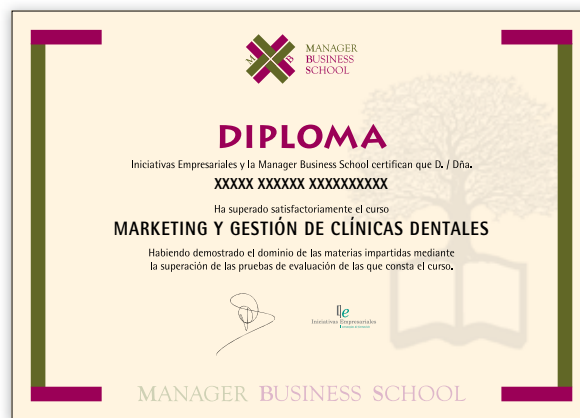 M B
MANAGER
BUSINESS
SCHOOL
DIPLOMA
Iniciativas Empresariales y la Manager Business School certifican que D. / Dña.
XXXXX XXXXXX XXXXXXXXXX
Ha superado satisfactoriamente el curso
MARKETING Y GESTIÓN DE CLÍNICAS DENTALES
Habiendo demostrado el dominio de las materias impartidas mediante
la superación de las pruebas de evaluación de las que consta el curso.
Iniciativas Empresariales
MANAGER BUSINESS SCHOOL